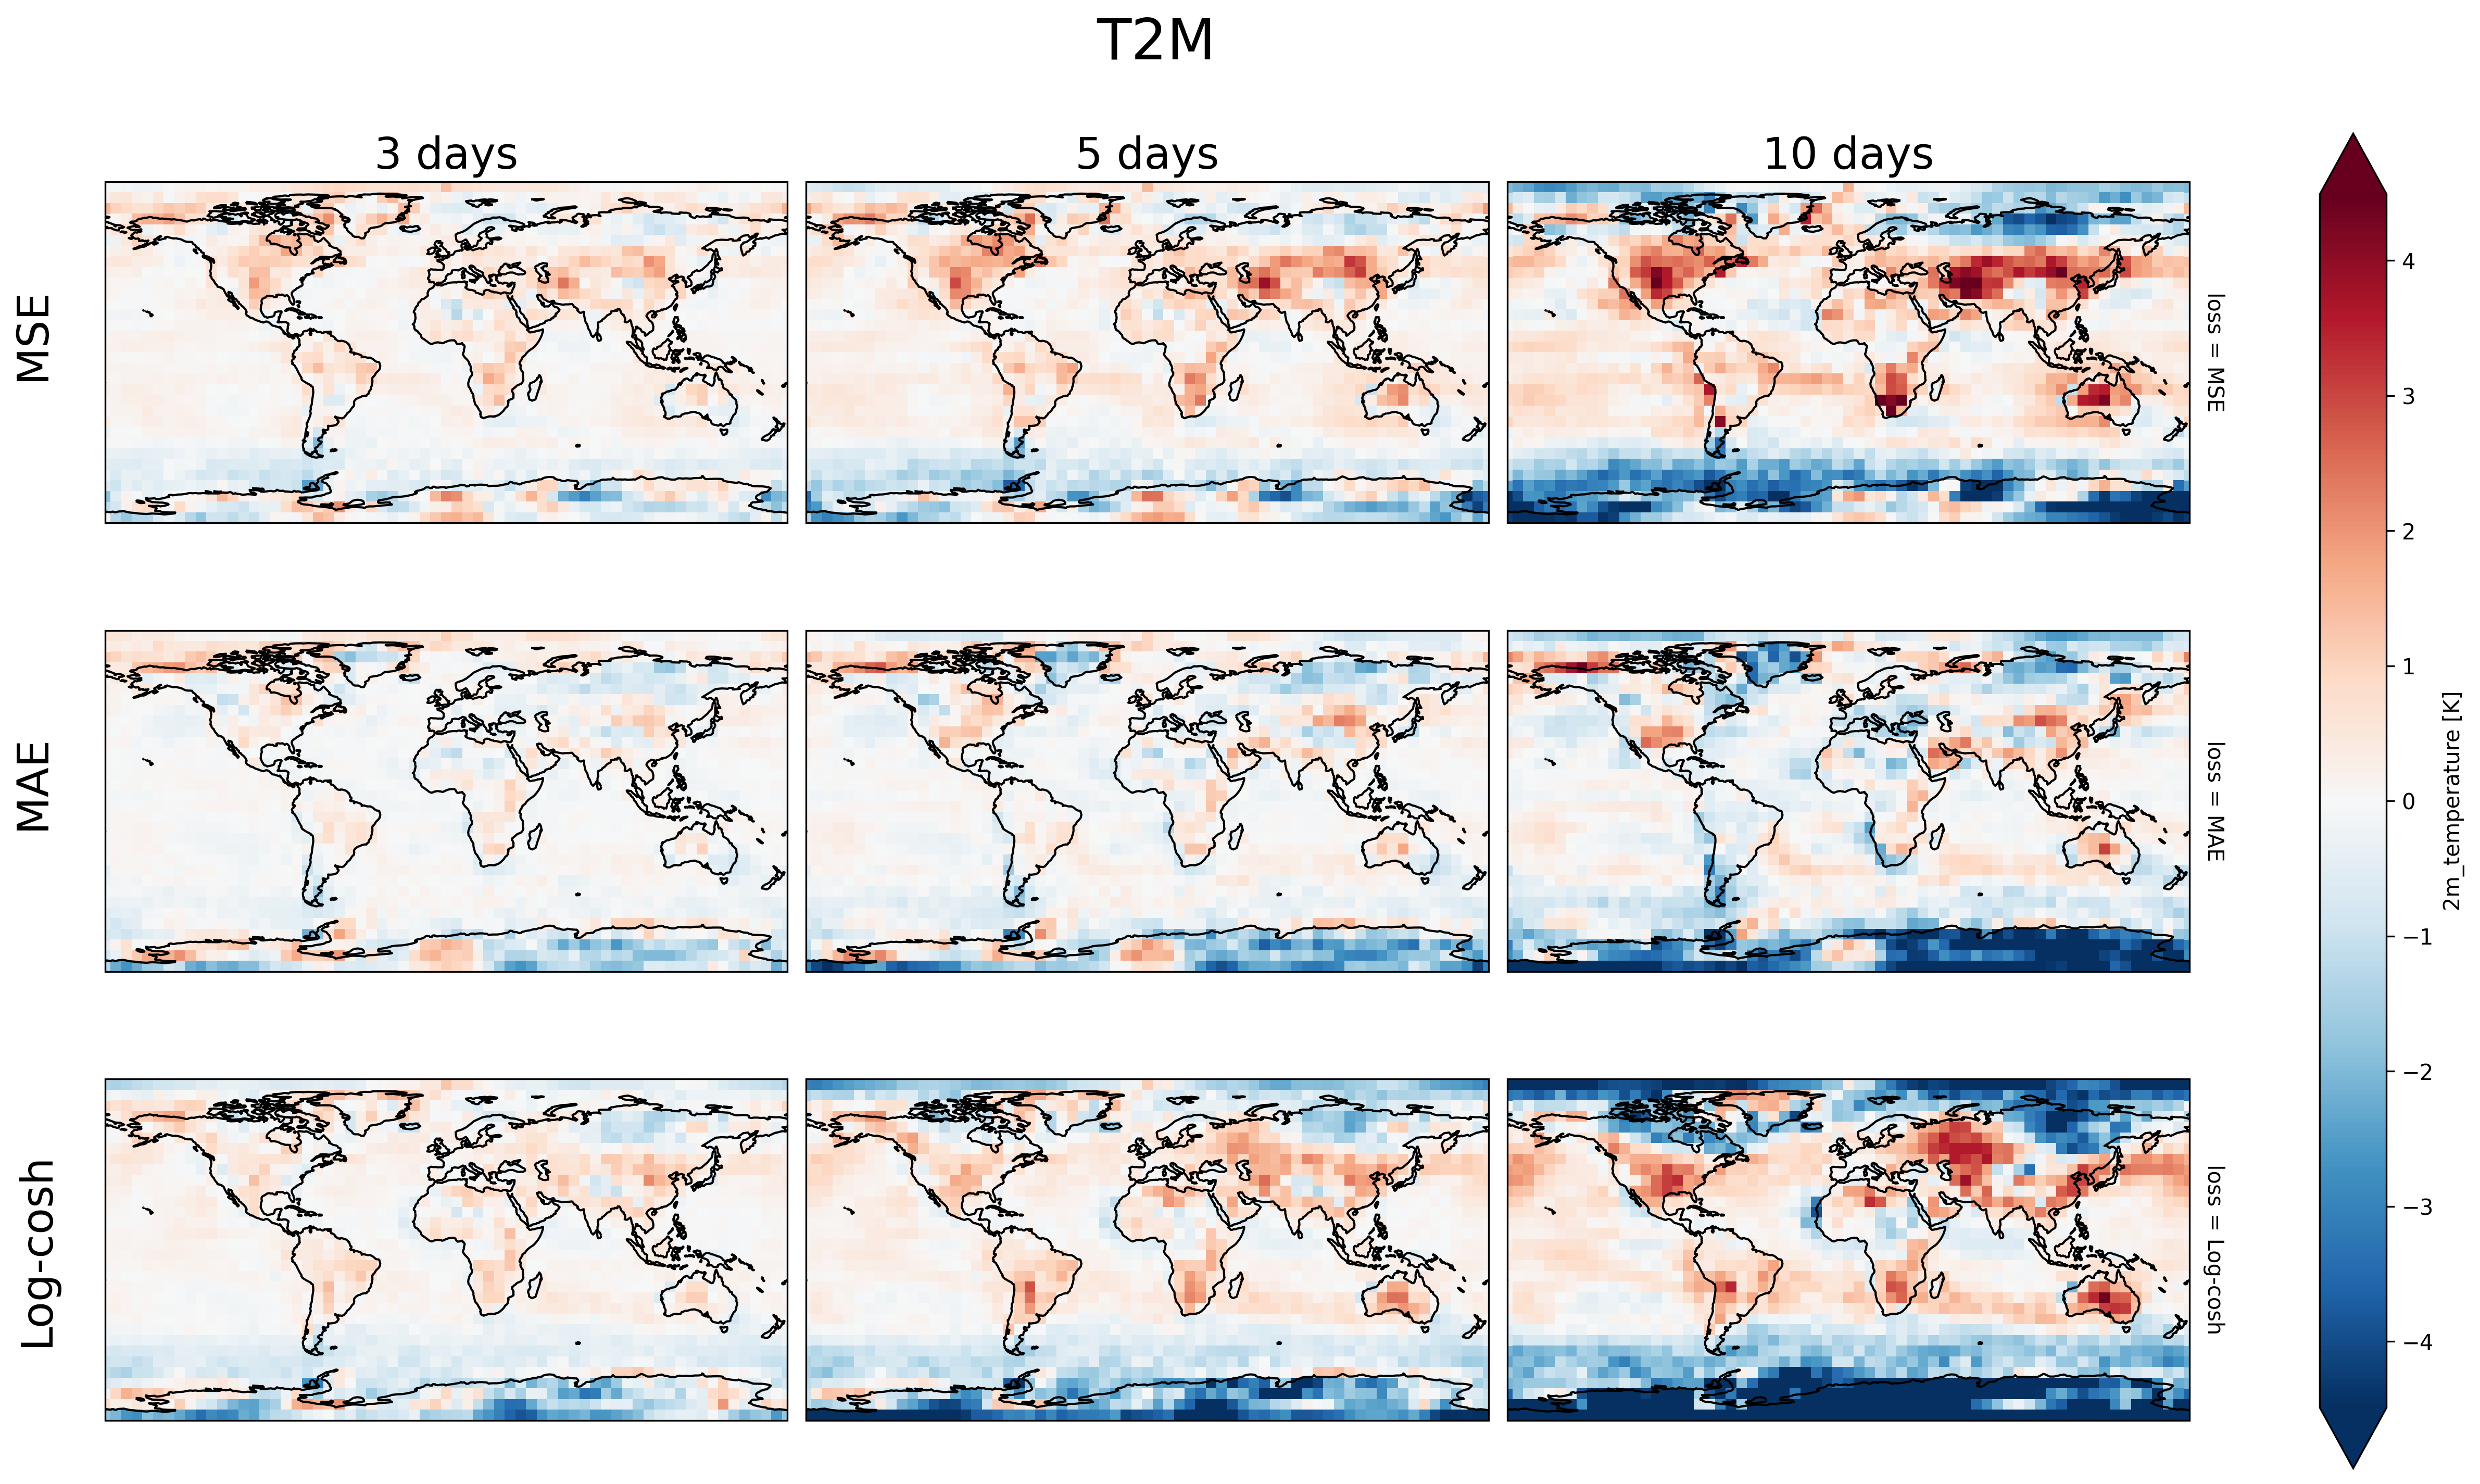 T2M
3 days
5 days
10 days
MSE
loss = MSE
MAE
loss = MAE
Log-cosh
loss = Log-cosh
4
3
2
1
0
−1
−2
−3
−4
2m_temperature [K]